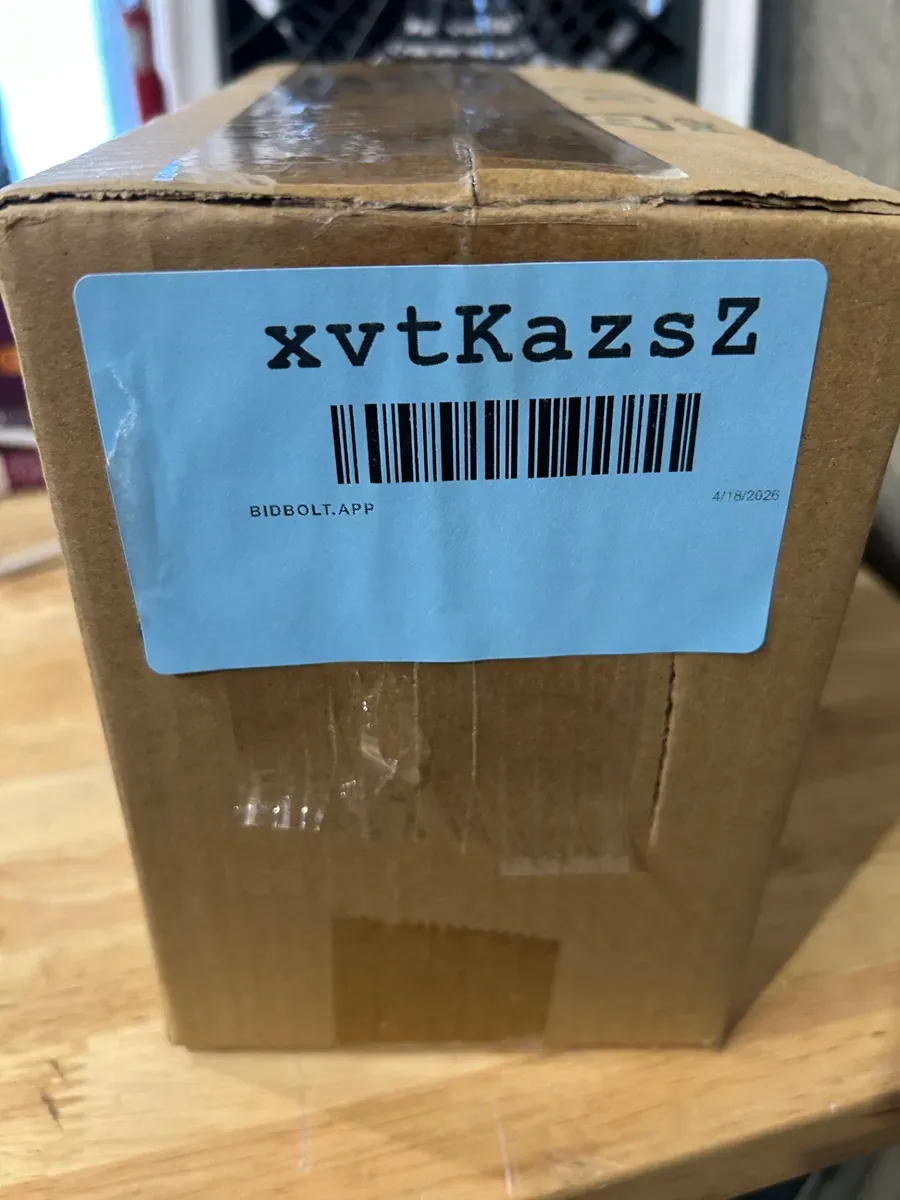 xvtKazsZ
BIDBOLT.APP
4/18/2026